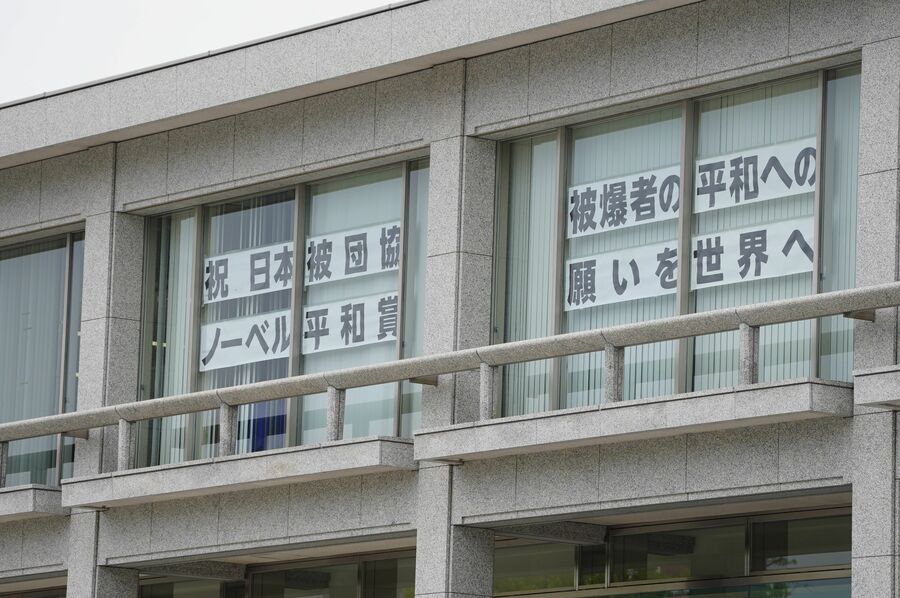 祝 日本被団協
ノーベル平和賞
被爆者の平和への
願いを世界へ